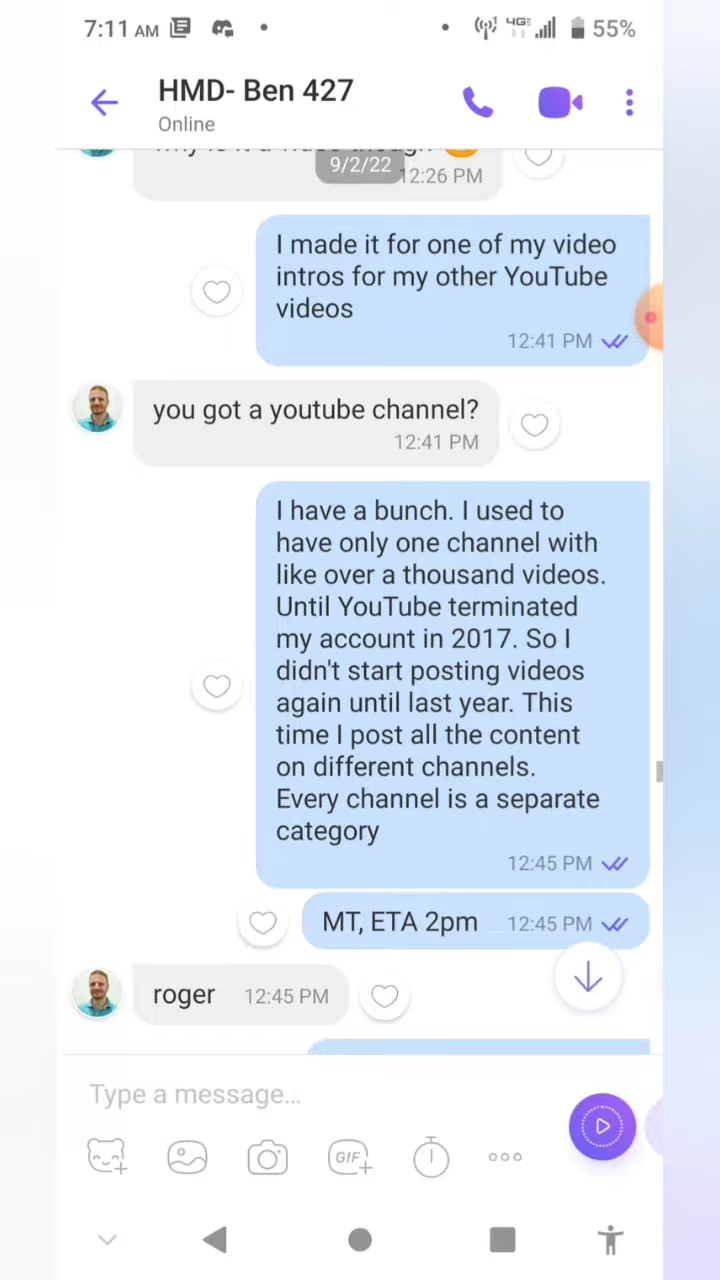 7:11 AM 4G 55%
HMD- Ben 427
Online
9/2/22
12:26 PM
I made it for one of my video
intros for my other YouTube
videos
12:41 PM
you got a youtube channel?
12:41 PM
I have a bunch. I used to
have only one channel with
like over a thousand videos.
Until YouTube terminated
my account in 2017. So I
didn't start posting videos
again until last year. This
time I post all the content
on different channels.
Every channel is a separate
category
12:45 PM
MT, ETA 2pm 12:45 PM
roger 12:45 PM
Type a message...
GIF